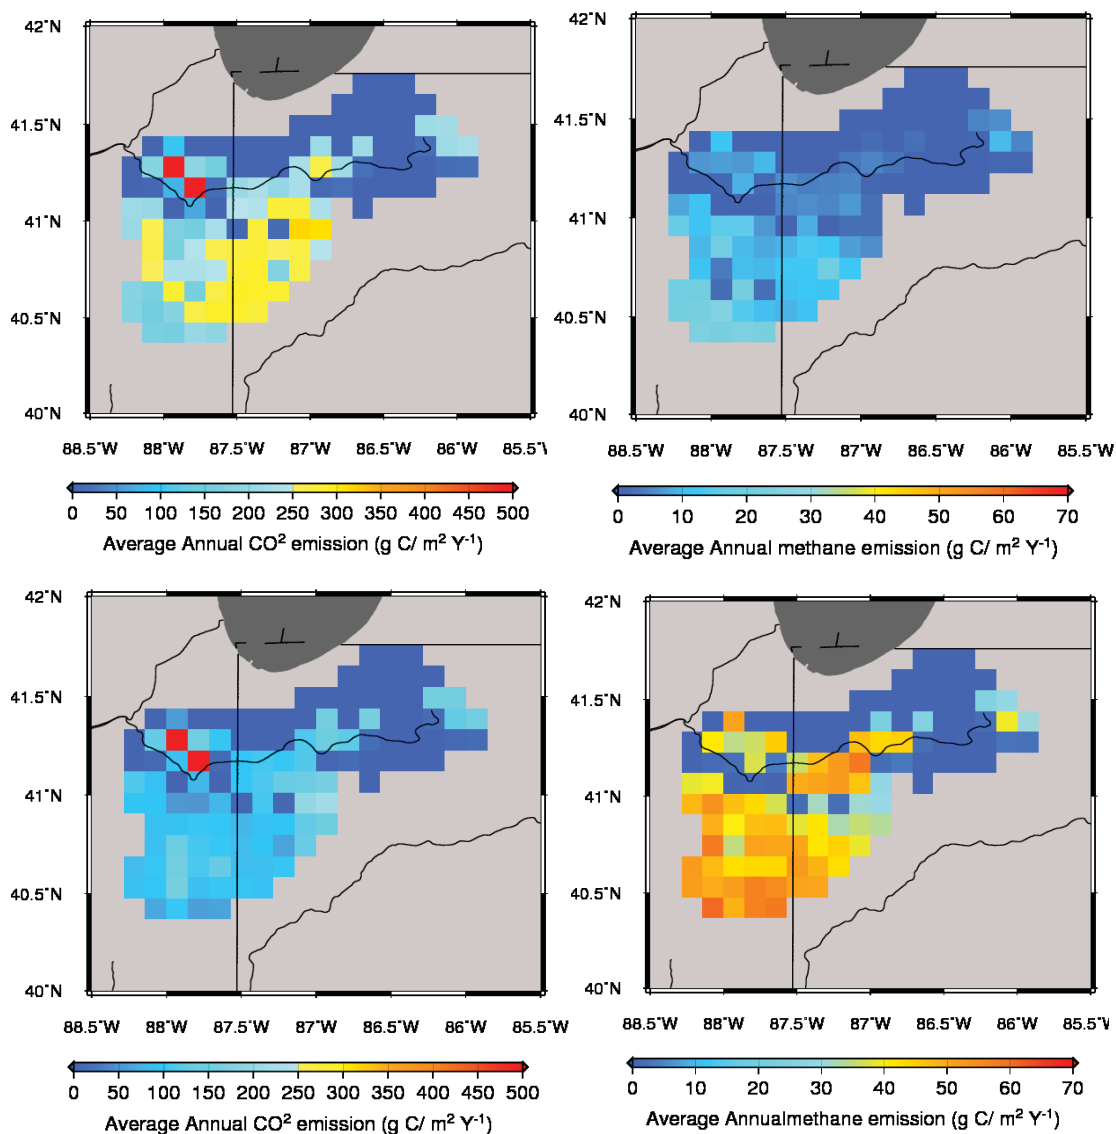 42˚N
41.5˚N
41˚N
40.5˚N
40˚N
88.5˚W 88˚W 87.5˚W 87˚W 86.5˚W 86˚W 85.5˚W
0 50 100 150 200 250 300 350 400 450 500
Average Annual CO² emission (g C/ m² Y⁻¹)
42˚N
41.5˚N
41˚N
40.5˚N
40˚N
88.5˚W 88˚W 87.5˚W 87˚W 86.5˚W 86˚W 85.5˚W
0 10 20 30 40 50 60 70
Average Annual methane emission (g C/ m² Y⁻¹)
42˚N
41.5˚N
41˚N
40.5˚N
40˚N
88.5˚W 88˚W 87.5˚W 87˚W 86.5˚W 86˚W 85.5˚W
0 50 100 150 200 250 300 350 400 450 500
Average Annual CO² emission (g C/ m² Y⁻¹)
42˚N
41.5˚N
41˚N
40.5˚N
40˚N
88.5˚W 88˚W 87.5˚W 87˚W 86.5˚W 86˚W 85.5˚W
0 10 20 30 40 50 60 70
Average Annualmethane emission (g C/ m² Y⁻¹)